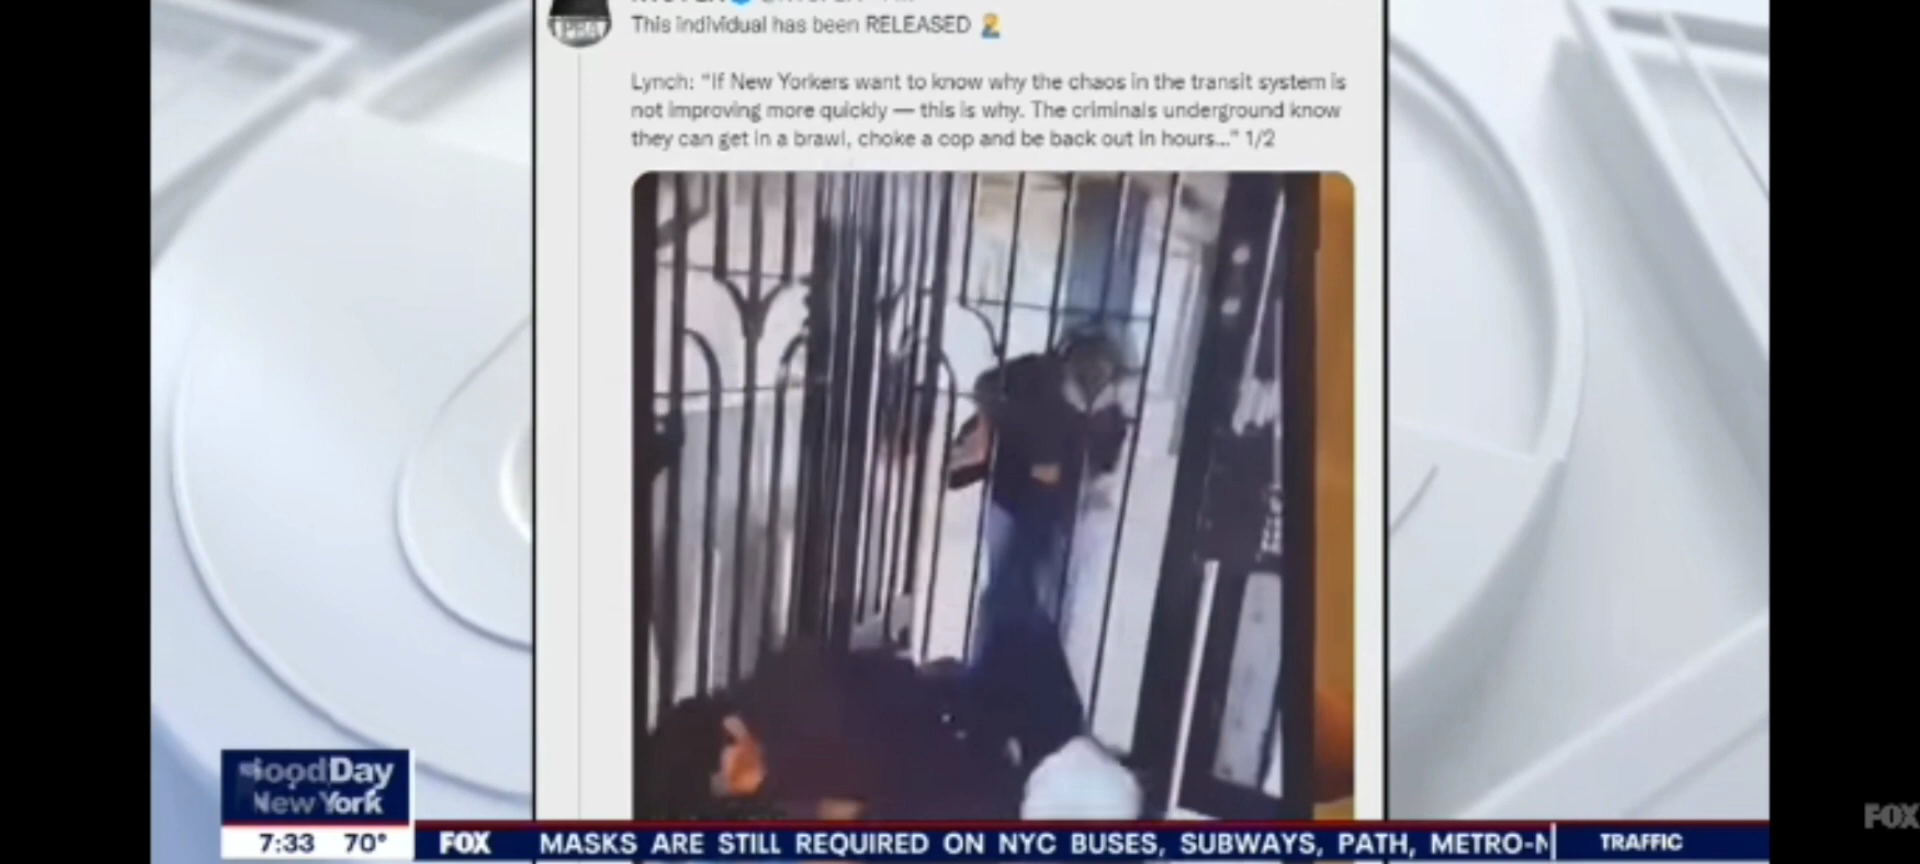 This individual has been RELEASED
Lynch: "If New Yorkers want to know why the chaos in the transit system is
not improving more quickly — this is why. The criminals underground know
they can get in a brawl, choke a cop and be back out in hours..." 1/2
GoodDay
New York
7:33 70°
FOX
MASKS ARE STILL REQUIRED ON NYC BUSES, SUBWAYS, PATH, METRO-N
TRAFFIC
FOX